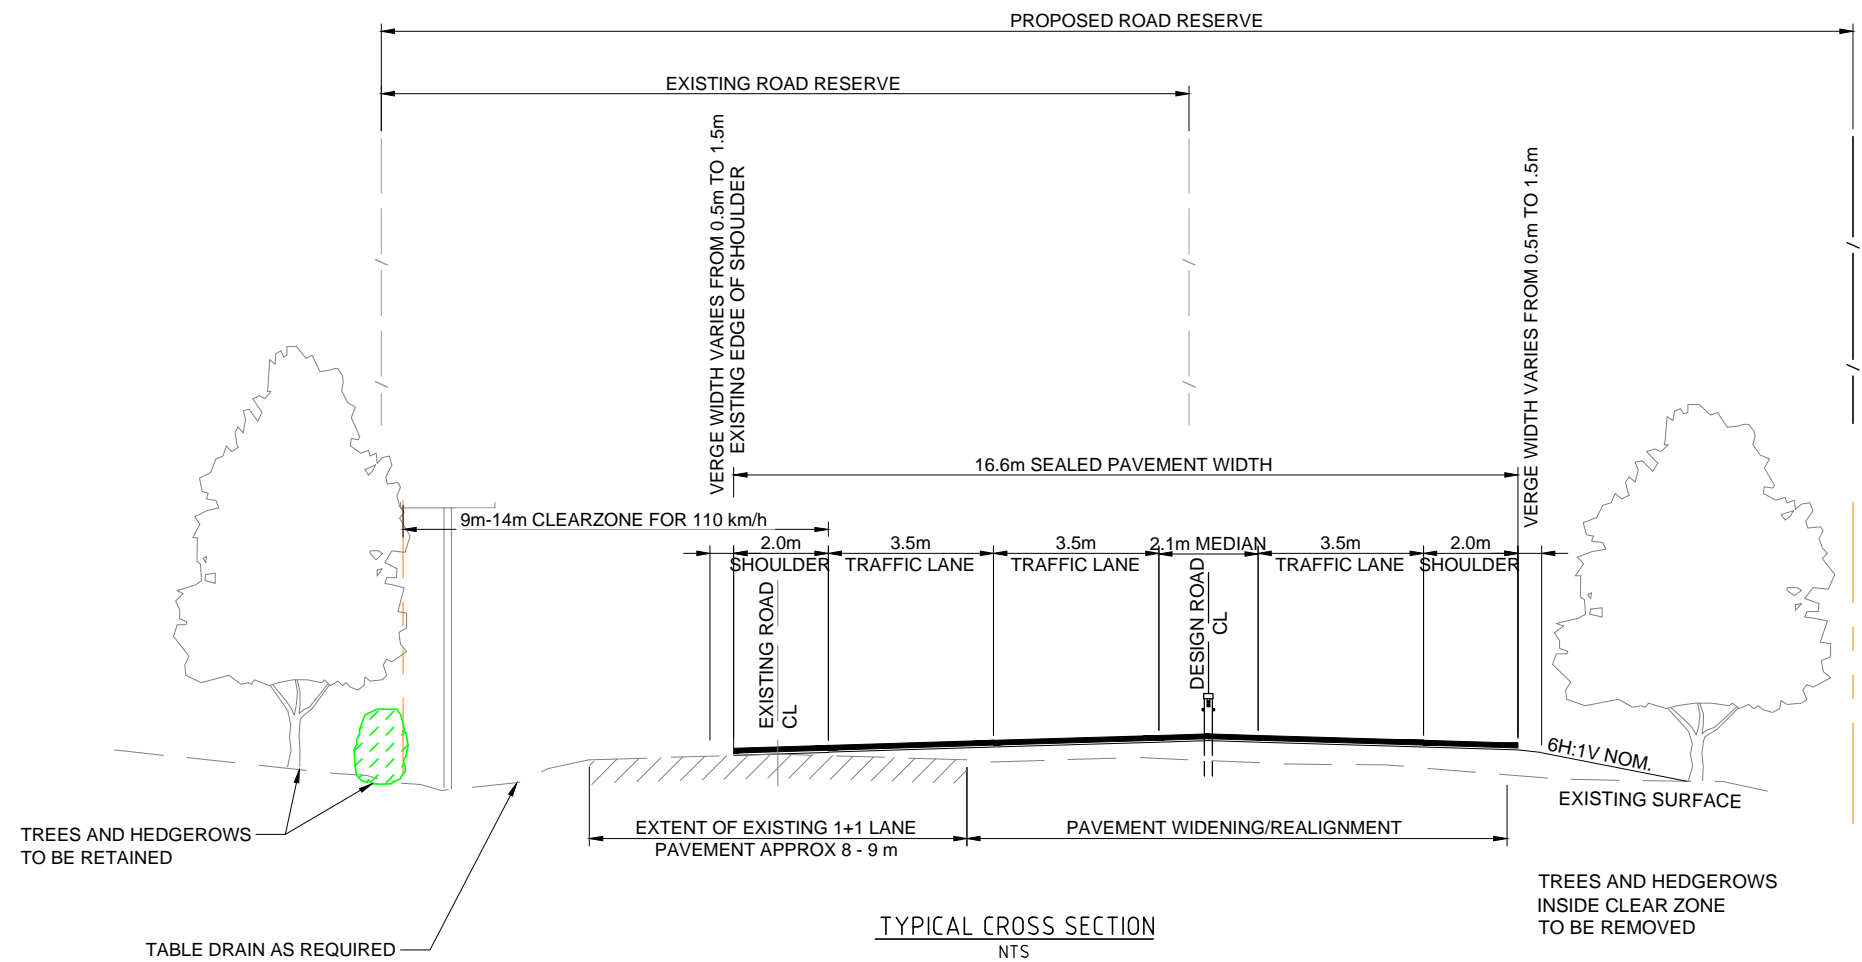 PROPOSED ROAD RESERVE
EXISTING ROAD RESERVE
VERGE WIDTH VARIES FROM 0.5m TO 1.5m
EXISTING EDGE OF SHOULDER
VERGE WIDTH VARIES FROM 0.5m TO 1.5m
16.6m SEALED PAVEMENT WIDTH
9m-14m CLEARZONE FOR 110 km/h
2.0m
SHOULDER
3.5m
TRAFFIC LANE
3.5m
TRAFFIC LANE
2.1m MEDIAN
3.5m
TRAFFIC LANE
2.0m
SHOULDER
EXISTING ROAD
CL
DESIGN ROAD
CL
6H:1V NOM.
EXISTING SURFACE
TREES AND HEDGEROWS
TO BE RETAINED
EXTENT OF EXISTING 1+1 LANE
PAVEMENT APPROX 8 - 9 m
PAVEMENT WIDENING/REALIGNMENT
TREES AND HEDGEROWS
INSIDE CLEAR ZONE
TO BE REMOVED
TABLE DRAIN AS REQUIRED
TYPICAL CROSS SECTION
NTS